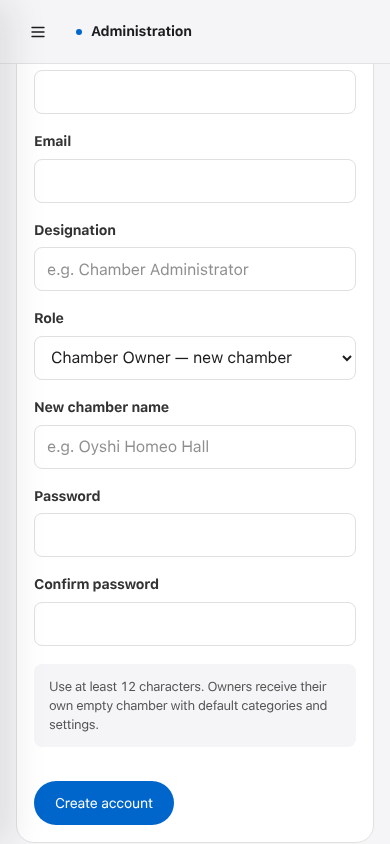 Administration
Email
Designation
e.g. Chamber Administrator
Role
Chamber Owner — new chamber
New chamber name
e.g. Oyshi Homeo Hall
Password
Confirm password
Use at least 12 characters. Owners receive their
own empty chamber with default categories and
settings.
Create account